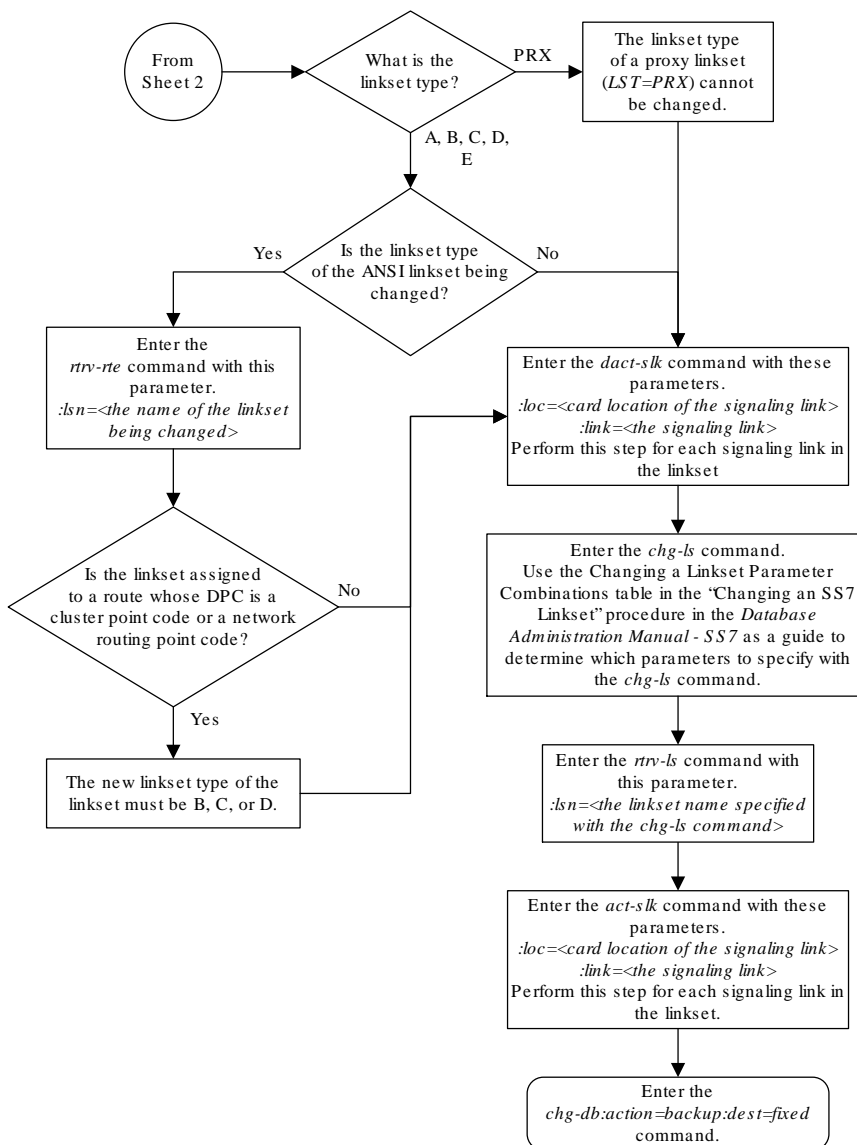 From
Sheet 2
What is the
linkset type?
PRX
The linkset type
of a proxy linkset
(LST=PRX) cannot
be changed.
A, B, C, D,
E
Is the linkset type
of the ANSI linkset being
changed?
Yes
No
Enter the
rtrv-rte command with this
parameter.
:lsn=<the name of the linkset
being changed>
Enter the dact-slk command with these
parameters.
:loc=<card location of the signaling link>
:link=<the signaling link>
Perform this step for each signaling link in
the linkset
Is the linkset assigned
to a route whose DPC is a
cluster point code or a network
routing point code?
No
Yes
The new linkset type of the
linkset must be B, C, or D.
Enter the chg-ls command.
Use the Changing a Linkset Parameter
Combinations table in the “Changing an SS7
Linkset” procedure in the Database
Administration Manual - SS7 as a guide to
determine which parameters to specify with
the chg-ls command.
Enter the rtrv-ls command with
this parameter.
:lsn=<the linkset name specified
with the chg-ls command>
Enter the act-slk command with these
parameters.
:loc=<card location of the signaling link>
:link=<the signaling link>
Perform this step for each signaling link in
the linkset.
Enter the
chg-db:action=backup:dest=fixed
command.